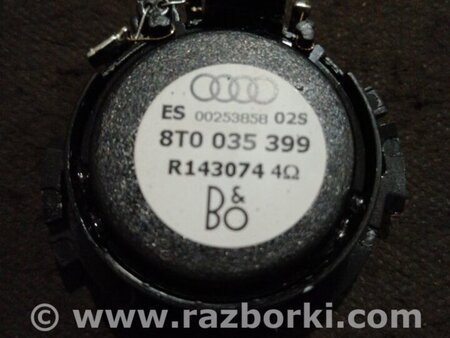 ES 00253858 02S
8T0 035 399
R143074 4Ω
B&O
© www.razborki.com